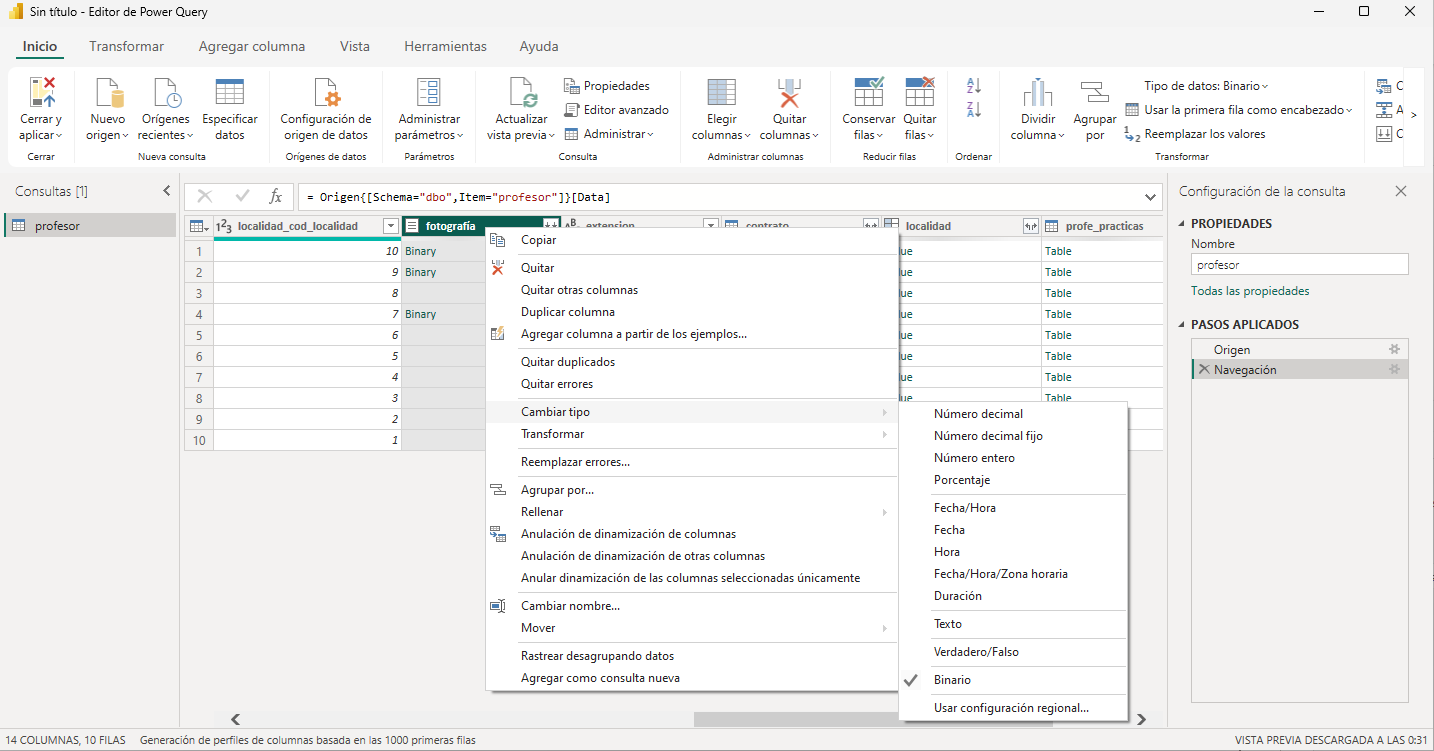 Sin título - Editor de Power Query
Inicio
Transformar
Agregar columna
Vista
Herramientas
Ayuda
Cerrar y
aplicar
Cerrar
Nuevo
origen
Orígenes
recientes
Especificar
datos
Nueva consulta
Configuración de
origen de datos
Orígenes de datos
Administrar
parámetros
Parámetros
Actualizar
vista previa
Propiedades
Editor avanzado
Administrar
Consulta
Elegir
columnas
Quitar
columnas
Administrar columnas
Conservar
filas
Quitar
filas
Reducir filas
Ordenar
Dividir
columna
Agrupar
por
Tipo de datos: Binario
Usar la primera fila como encabezado
Reemplazar los valores
Transformar
Consultas [1]
profesor
fx
= Origen{[Schema="dbo",Item="profesor"]}[Data]
localidad_cod_localidad
fotografía
extension
contrato
localidad
profe_practicas
1 10 Binary ue Table
2 9 Binary ue Table
3 8 ue Table
4 7 Binary ue Table
5 6 ue Table
6 5 ue Table
7 4 ue Table
8 3 ue Table
9 2
10 1
Copiar
Quitar
Quitar otras columnas
Duplicar columna
Agregar columna a partir de los ejemplos...
Quitar duplicados
Quitar errores
Cambiar tipo
Transformar
Reemplazar errores...
Agrupar por...
Rellenar
Anulación de dinamización de columnas
Anulación de dinamización de otras columnas
Anular dinamización de las columnas seleccionadas únicamente
Cambiar nombre...
Mover
Rastrear desagrupando datos
Agregar como consulta nueva
Número decimal
Número decimal fijo
Número entero
Porcentaje
Fecha/Hora
Fecha
Hora
Fecha/Hora/Zona horaria
Duración
Texto
Verdadero/Falso
Binario
Usar configuración regional...
Configuración de la consulta
PROPIEDADES
Nombre
profesor
Todas las propiedades
PASOS APLICADOS
Origen
Navegación
14 COLUMNAS, 10 FILAS
Generación de perfiles de columnas basada en las 1000 primeras filas
VISTA PREVIA DESCARGADA A LAS 0:31